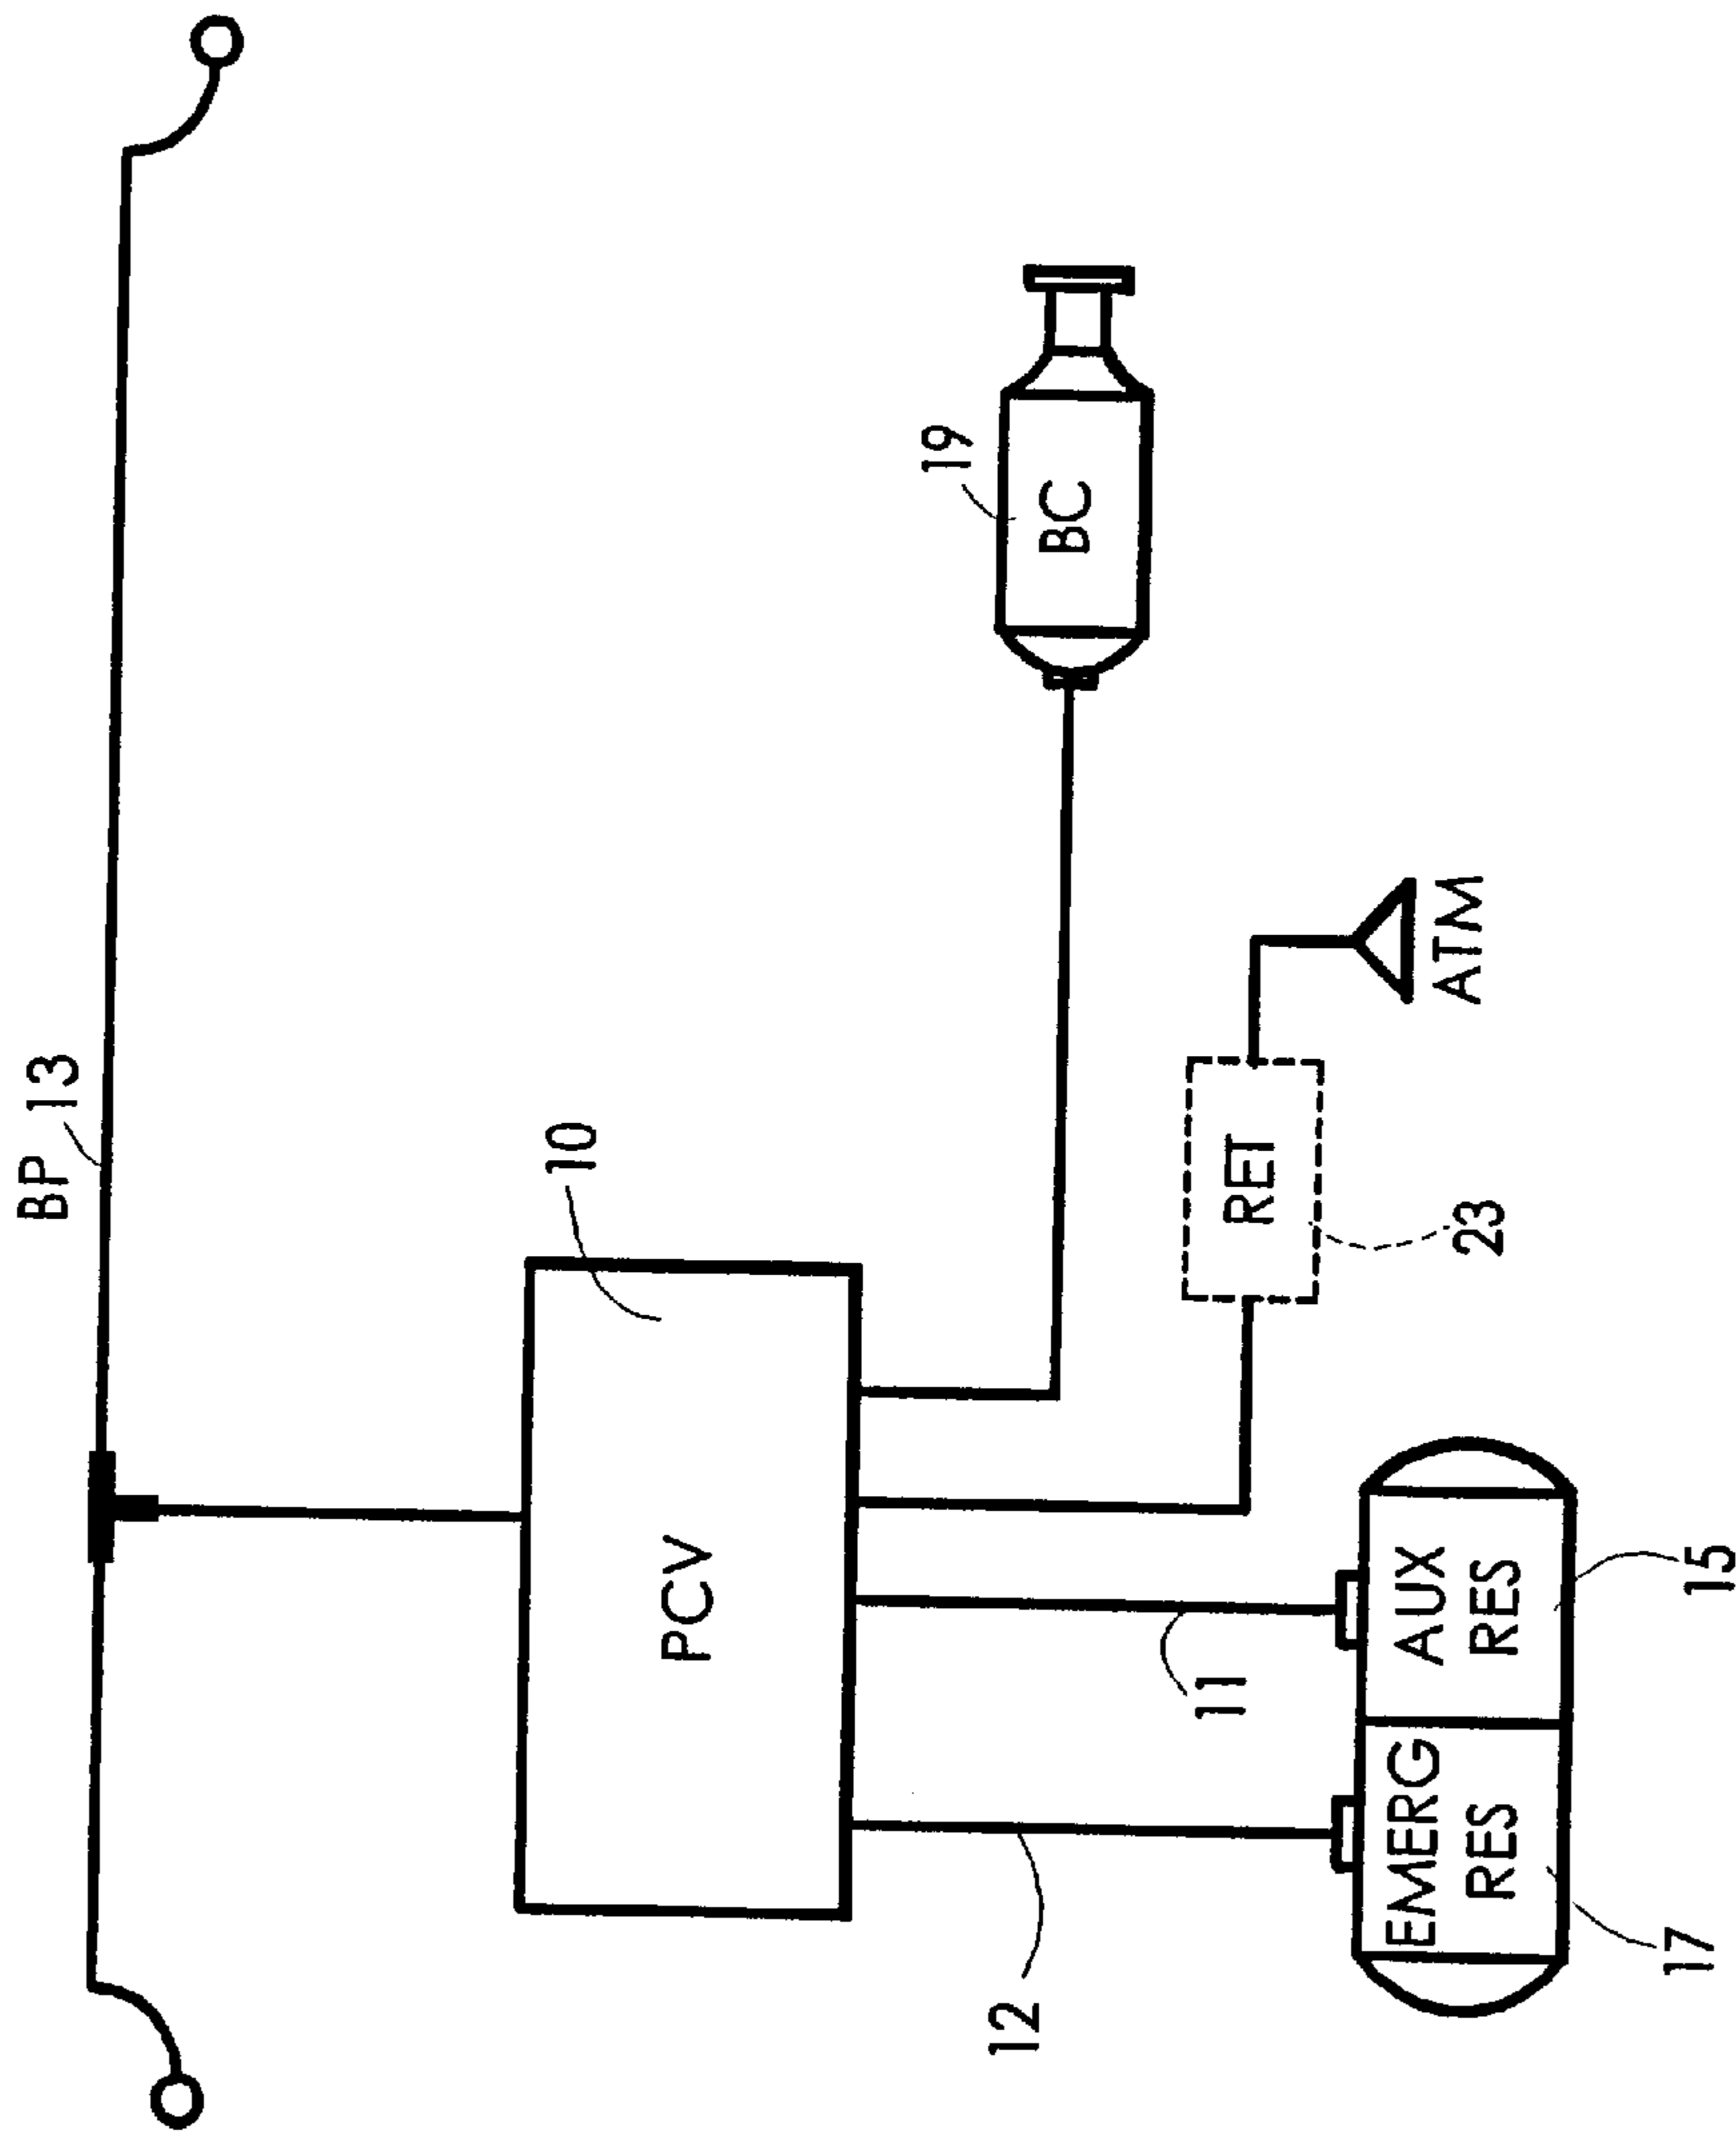 BP 13
10
PCV
19
BC
RET
23
ATM
12
11
EMERG
RES
AUX
RES
17
15